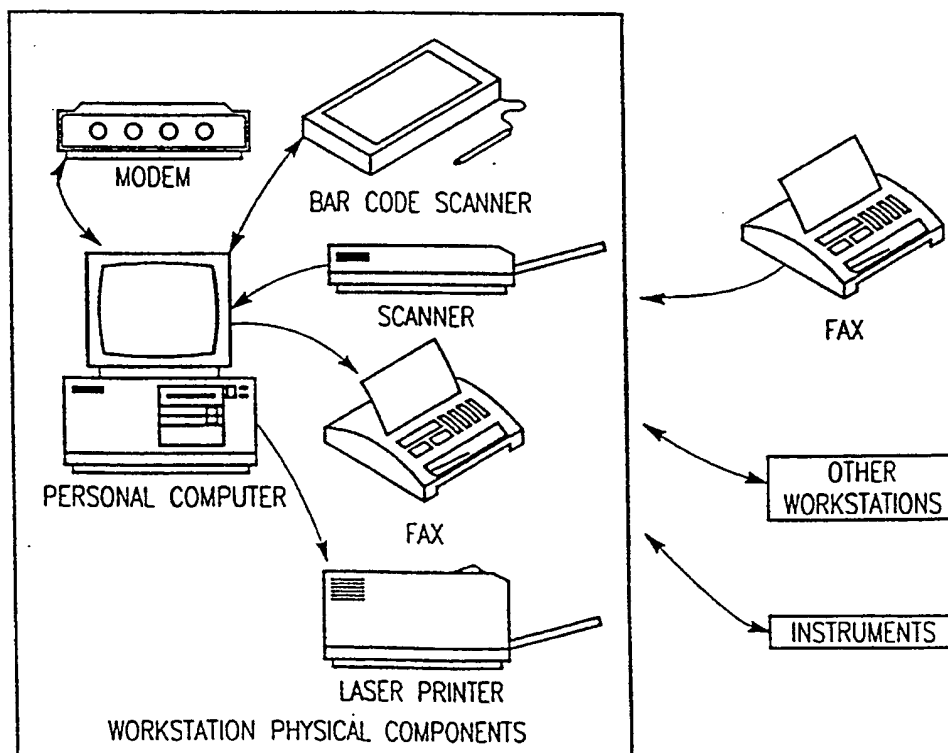 MODEM
BAR CODE SCANNER
SCANNER
FAX
PERSONAL COMPUTER
FAX
OTHER
WORKSTATIONS
INSTRUMENTS
LASER PRINTER
WORKSTATION PHYSICAL COMPONENTS